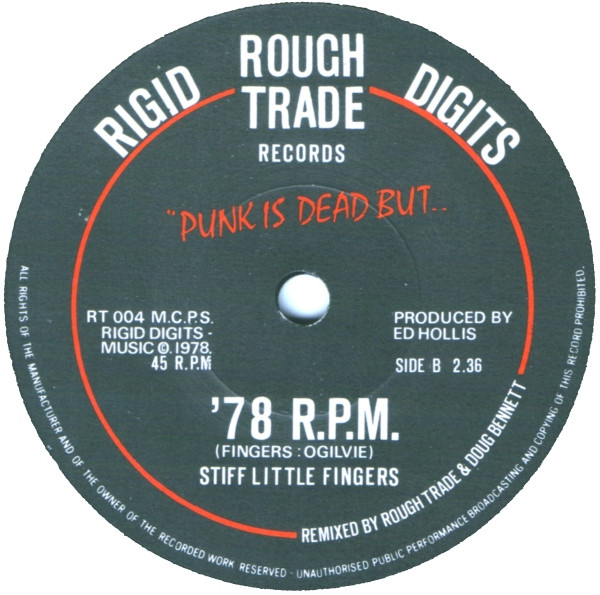 RIGID
ROUGH
TRADE
RECORDS
DIGITS
"PUNK IS DEAD BUT..
RT 004 M.C.P.S.
RIGID DIGITS -
MUSIC © 1978.
45 R.P.M
PRODUCED BY
ED HOLLIS
SIDE B 2.36
'78 R.P.M.
(FINGERS : OGILVIE)
STIFF LITTLE FINGERS
REMIXED BY ROUGH TRADE & DOUG BENNETT
ALL RIGHTS OF THE MANUFACTURER AND OF THE OWNER OF THE RECORDED WORK RESERVED - UNAUTHORISED PUBLIC PERFORMANCE BROADCASTING AND COPYING OF THIS RECORD PROHIBITED.